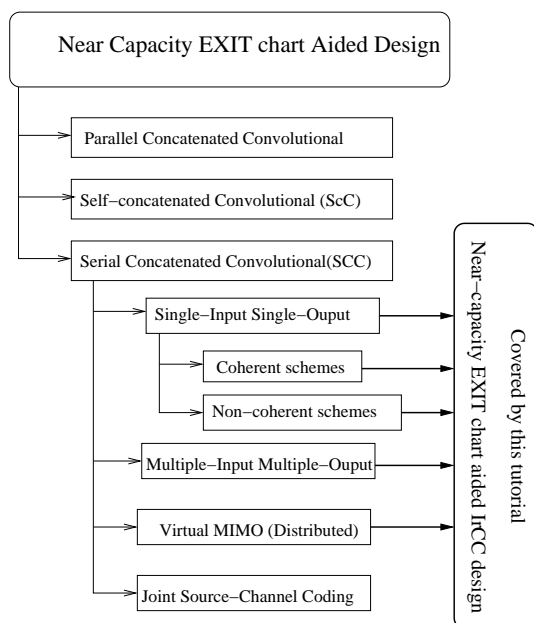 Near Capacity EXIT chart Aided Design
Parallel Concatenated Convolutional
Self−concatenated Convolutional (ScC)
Serial Concatenated Convolutional(SCC)
Single−Input Single−Ouput
Coherent schemes
Non−coherent schemes
Multiple−Input Multiple−Ouput
Virtual MIMO (Distributed)
Joint Source−Channel Coding
Covered by this tutorial
Near−capacity EXIT chart aided IrCC design